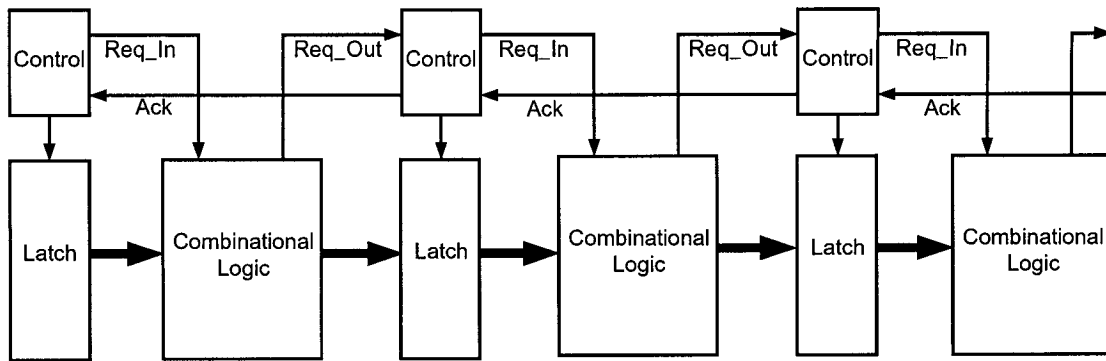 Control
Req_In
Req_Out
Control
Req_In
Req_Out
Control
Req_In
Ack
Ack
Ack
Latch
Combinational
Logic
Latch
Combinational
Logic
Latch
Combinational
Logic